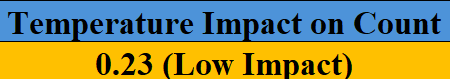 Temperature Impact on Count
0.23 (Low Impact)